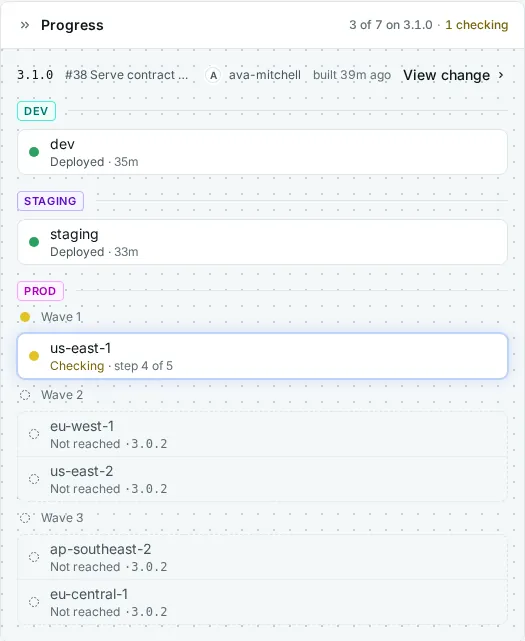 Progress 3 of 7 on 3.1.0 · 1 checking
3.1.0 #38 Serve contract ... A ava-mitchell built 39m ago View change
DEV
dev
Deployed · 35m
STAGING
staging
Deployed · 33m
PROD
Wave 1
us-east-1
Checking · step 4 of 5
Wave 2
eu-west-1
Not reached ·3.0.2
us-east-2
Not reached ·3.0.2
Wave 3
ap-southeast-2
Not reached ·3.0.2
eu-central-1
Not reached ·3.0.2